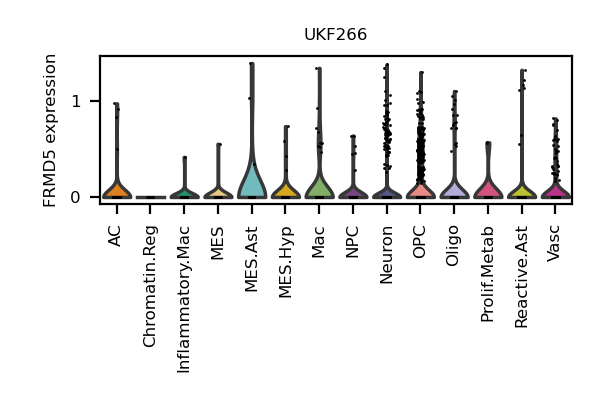 UKF266
FRMD5 expression
1
0
AC
Chromatin.Reg
Inflammatory.Mac
MES
MES.Ast
MES.Hyp
Mac
NPC
Neuron
OPC
Oligo
Prolif.Metab
Reactive.Ast
Vasc